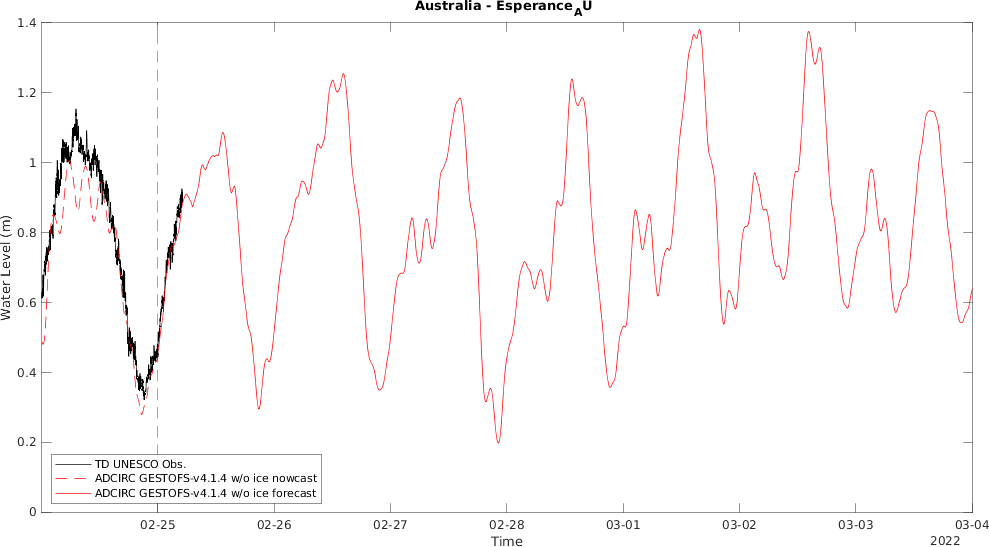 Australia - Esperance_AU
1.4
1.2
1
0.8
0.6
0.4
0.2
0
Water Level (m)
TD UNESCO Obs.
ADCIRC GESTOFS-v4.1.4 w/o ice nowcast
ADCIRC GESTOFS-v4.1.4 w/o ice forecast
02-25 02-26 02-27 02-28 03-01 03-02 03-03 03-04
Time
2022